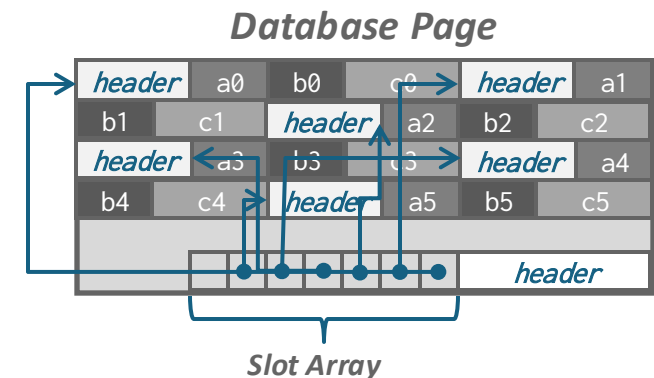 Database Page
header a0 b0 c0 header a1
b1 c1 header a2 b2 c2
header a3 b3 c3 header a4
b4 c4 header a5 b5 c5
header
Slot Array